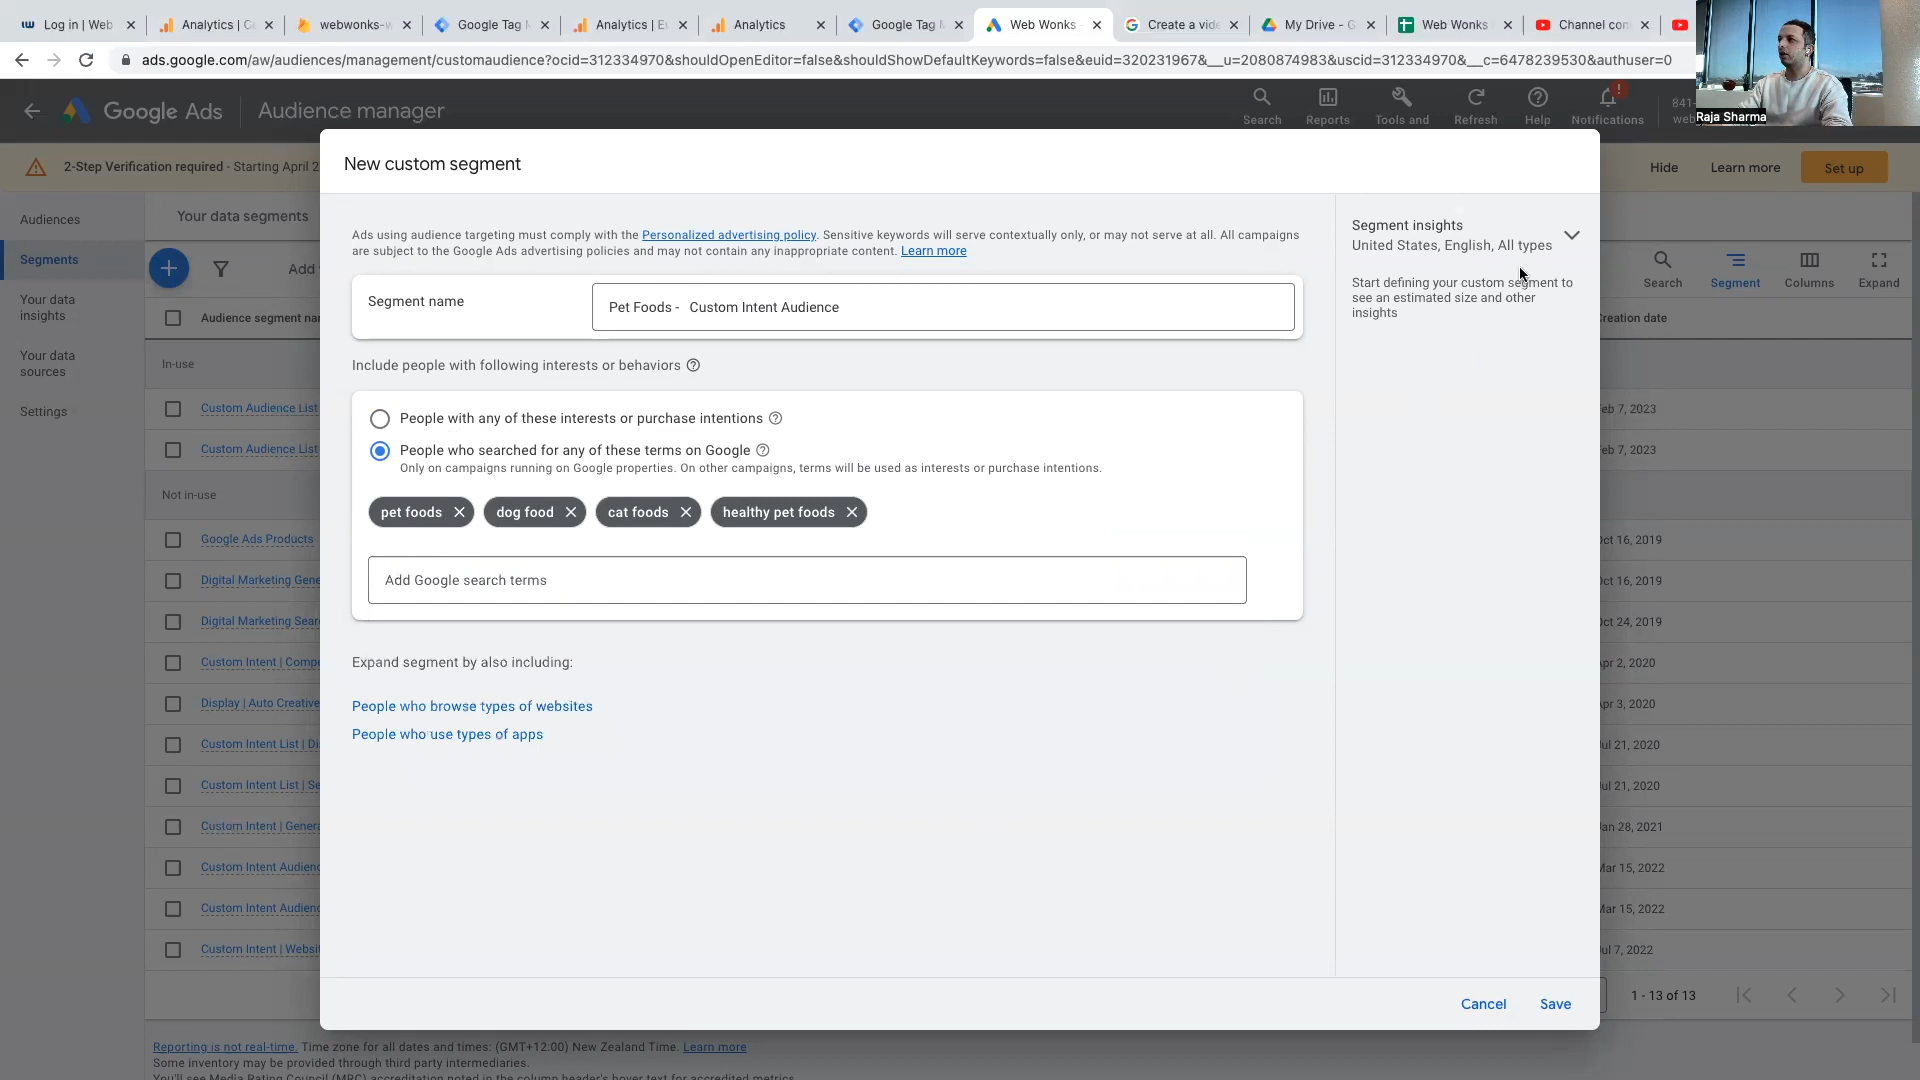 Log in | Web
Analytics | C
webwonks-w
Google Tag M
Analytics | E
Analytics
Google Tag M
Web Wonks -
Create a vide
My Drive - G
Web Wonks
Channel con
ads.google.com/aw/audiences/management/customaudience?ocid=312334970&shouldOpenEditor=false&shouldShowDefaultKeywords=false&euid=320231967&__u=2080874983&uscid=312334970&__c=6478239530&authuser=0
Google Ads
Audience manager
Search
Reports
Tools and
Refresh
Help
Notifications
!
841-
web
Raja Sharma
2-Step Verification required - Starting April 2
Hide
Learn more
Set up
Audiences
Segments
Your data
insights
Your data
sources
Settings
Your data segments
Add
Search
Segment
Columns
Expand
Audience segment na
Creation date
In-use
Custom Audience List
Feb 7, 2023
Custom Audience List
Feb 7, 2023
Not in-use
Google Ads Products
Oct 16, 2019
Digital Marketing Gene
Oct 16, 2019
Digital Marketing Sear
Oct 24, 2019
Custom Intent | Compe
Apr 2, 2020
Display | Auto Creative
Apr 3, 2020
Custom Intent List | Di
Jul 21, 2020
Custom Intent List | Se
Jul 21, 2020
Custom Intent | Genera
Jan 28, 2021
Custom Intent Audienc
Mar 15, 2022
Custom Intent Audienc
Mar 15, 2022
Custom Intent | Websit
Jul 7, 2022
1 - 13 of 13
New custom segment
Ads using audience targeting must comply with the Personalized advertising policy. Sensitive keywords will serve contextually only, or may not serve at all. All campaigns
are subject to the Google Ads advertising policies and may not contain any inappropriate content. Learn more
Segment name
Pet Foods - Custom Intent Audience
Include people with following interests or behaviors
People with any of these interests or purchase intentions
People who searched for any of these terms on Google
Only on campaigns running on Google properties. On other campaigns, terms will be used as interests or purchase intentions.
pet foods
dog food
cat foods
healthy pet foods
Add Google search terms
Expand segment by also including:
People who browse types of websites
People who use types of apps
Segment insights
United States, English, All types
Start defining your custom segment to
see an estimated size and other
insights
Cancel
Save
Reporting is not real-time. Time zone for all dates and times: (GMT+12:00) New Zealand Time. Learn more
Some inventory may be provided through third party intermediaries.
You'll see Media Rating Council (MRC) accreditation noted in the column header's hover text for accredited metrics.